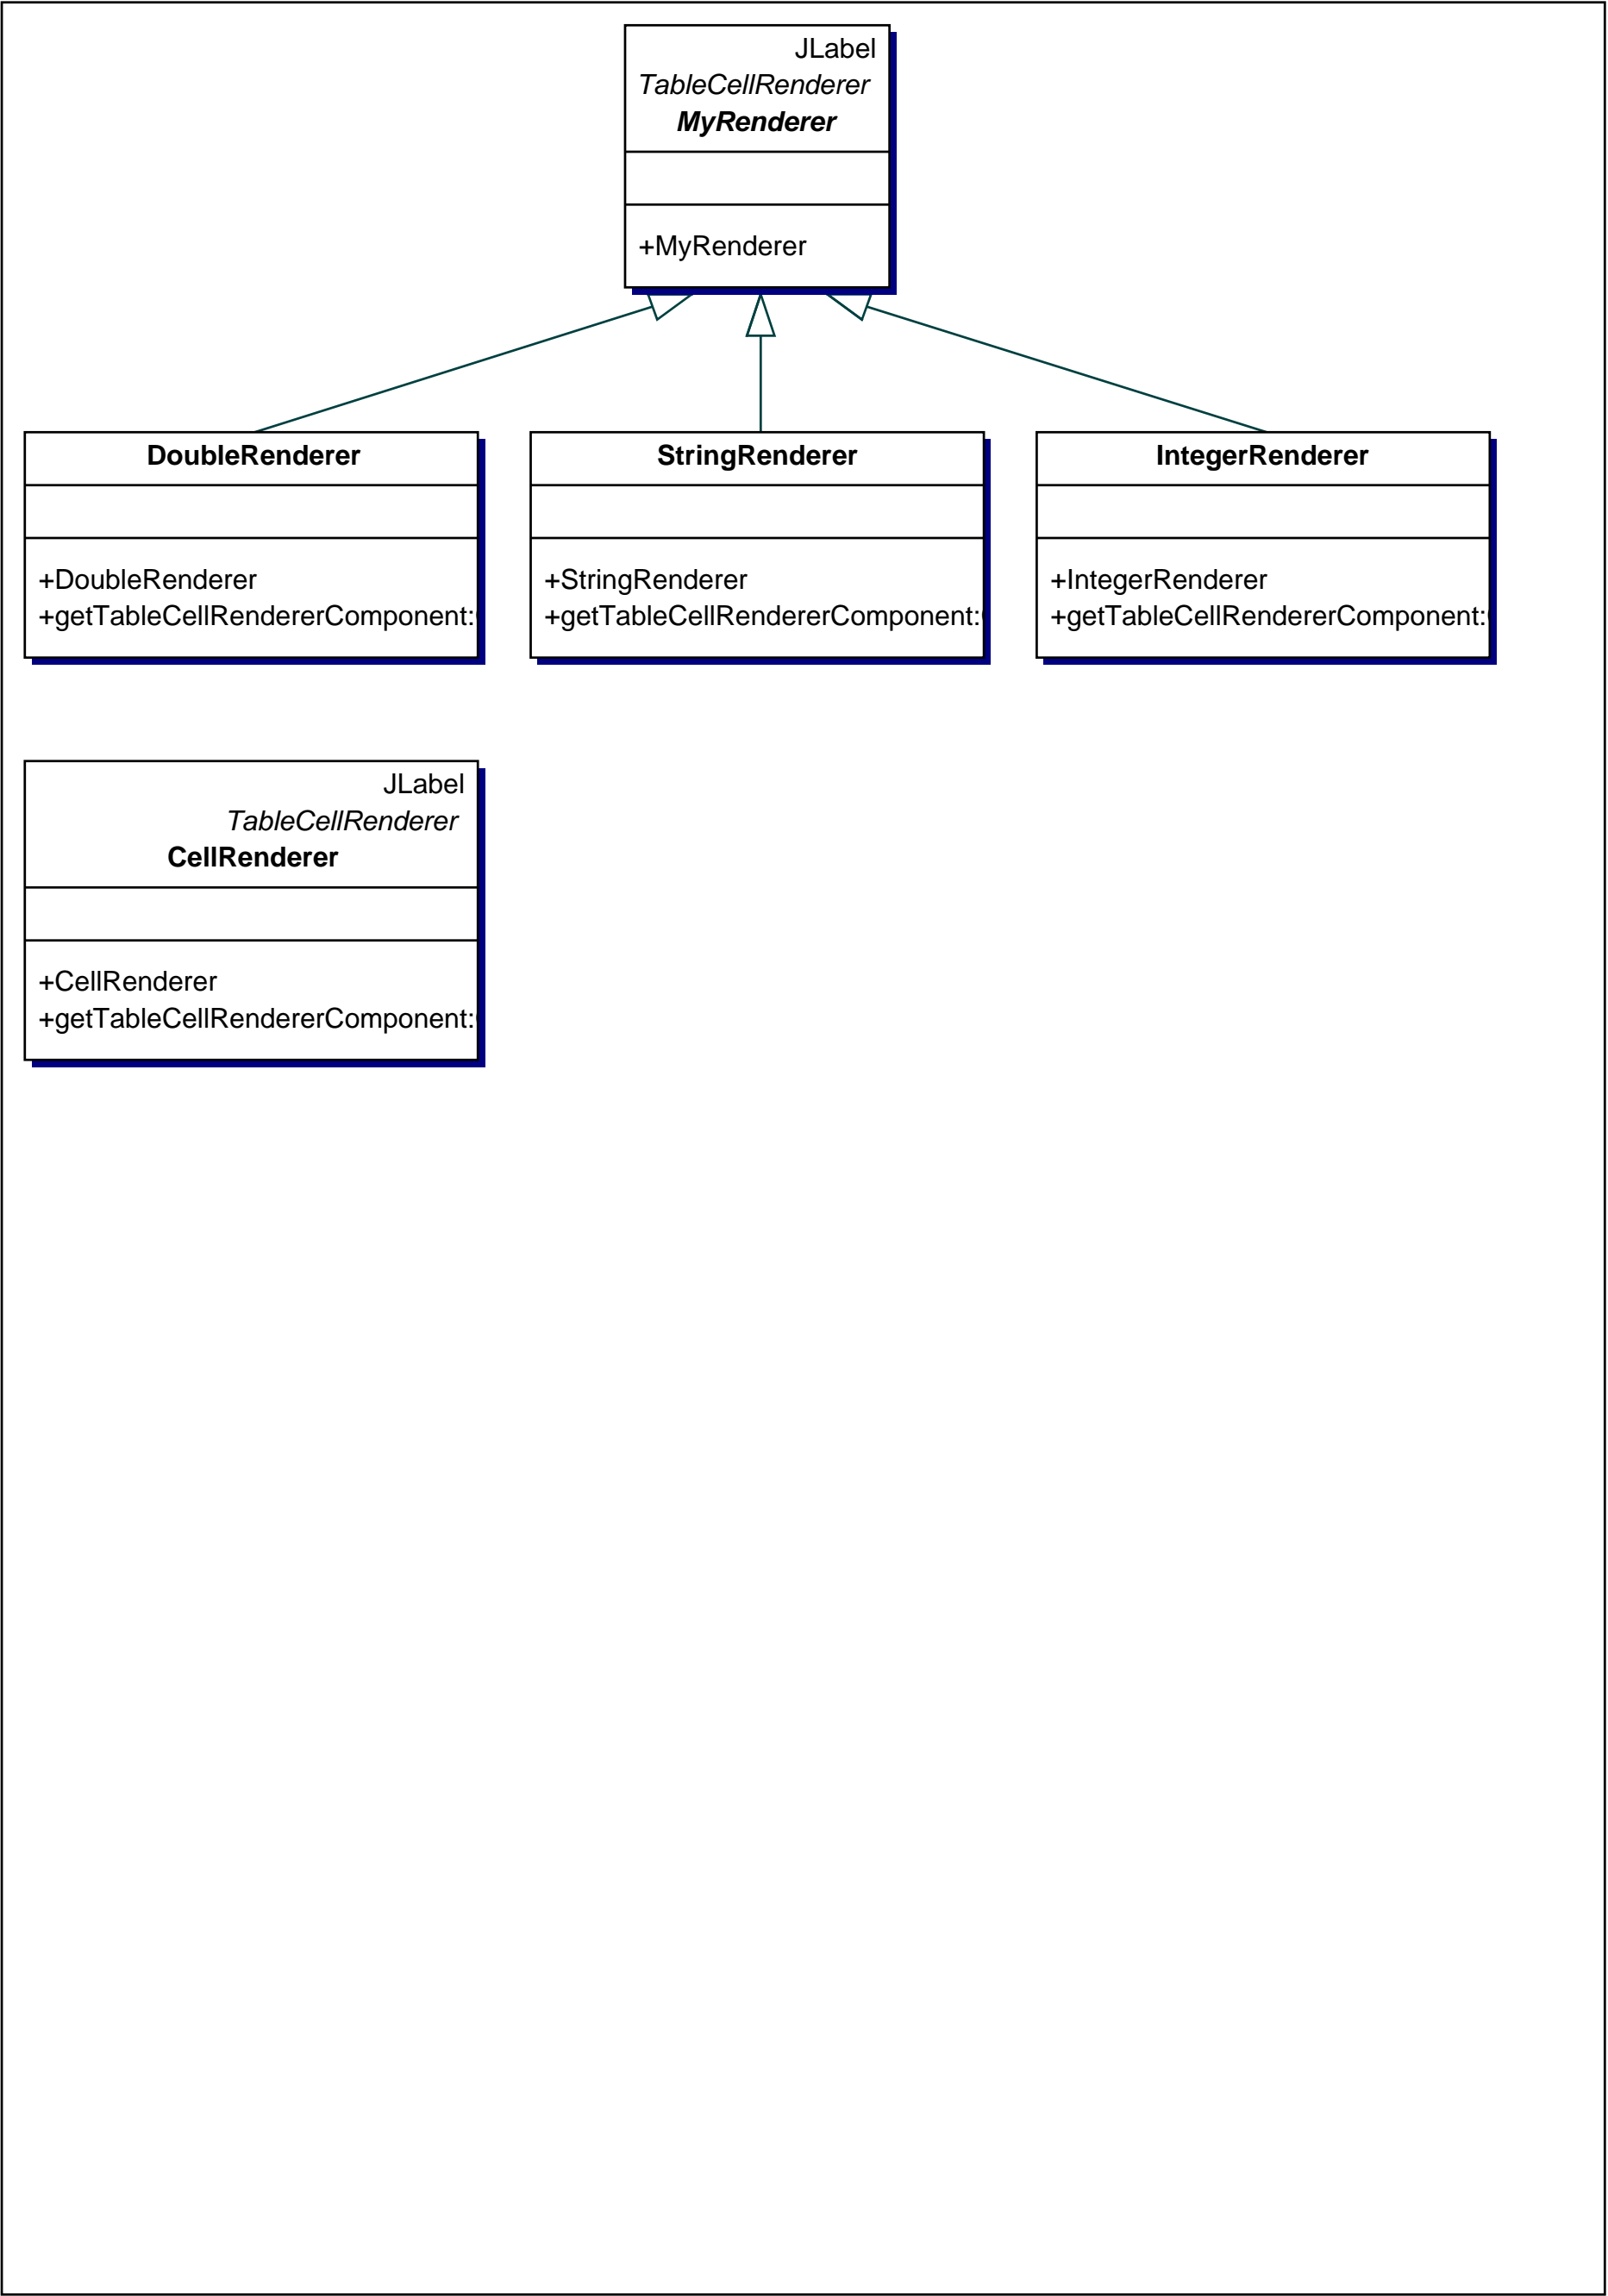 JLabel
TableCellRenderer
MyRenderer
+MyRenderer
DoubleRenderer
+DoubleRenderer
+getTableCellRendererComponent:
StringRenderer
+StringRenderer
+getTableCellRendererComponent:
IntegerRenderer
+IntegerRenderer
+getTableCellRendererComponent:
JLabel
TableCellRenderer
CellRenderer
+CellRenderer
+getTableCellRendererComponent: